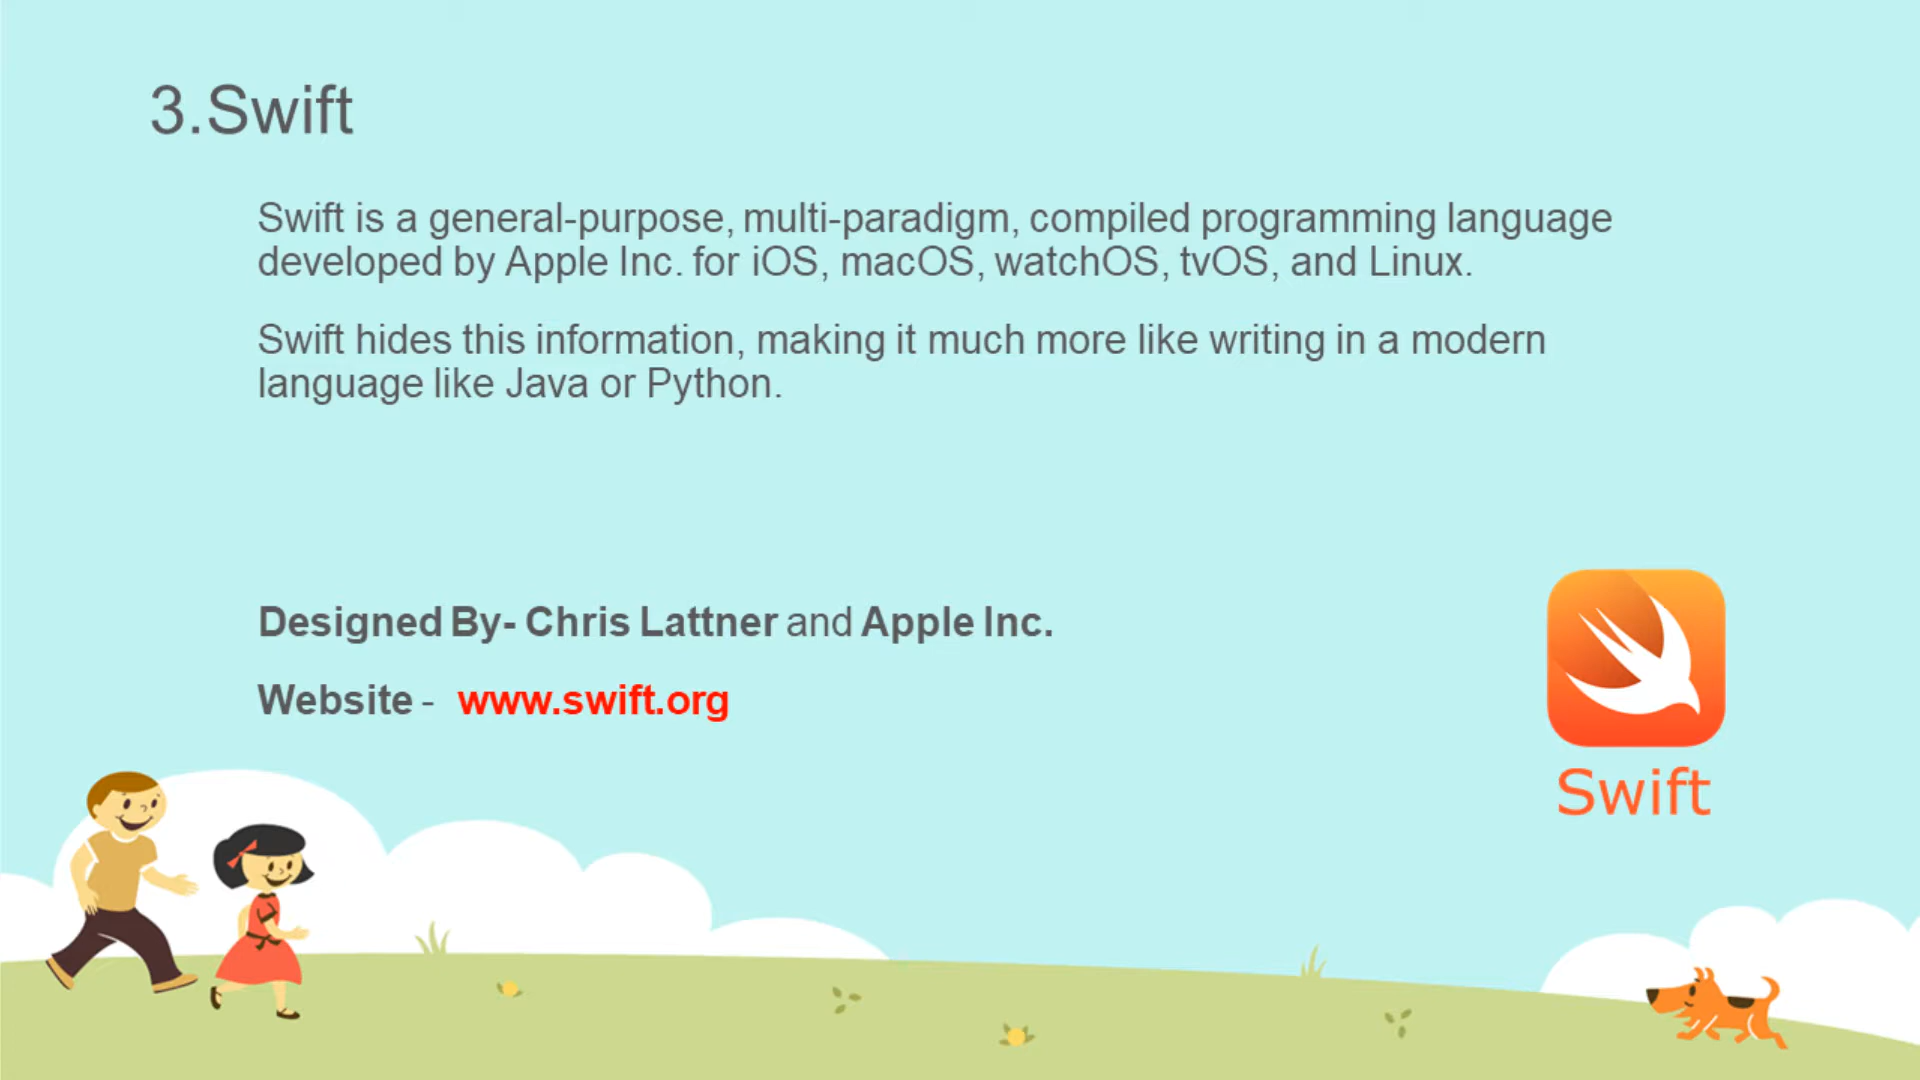 3.Swift
Swift is a general-purpose, multi-paradigm, compiled programming language
developed by Apple Inc. for iOS, macOS, watchOS, tvOS, and Linux.
Swift hides this information, making it much more like writing in a modern
language like Java or Python.
Designed By- Chris Lattner and Apple Inc.
Website - www.swift.org
Swift